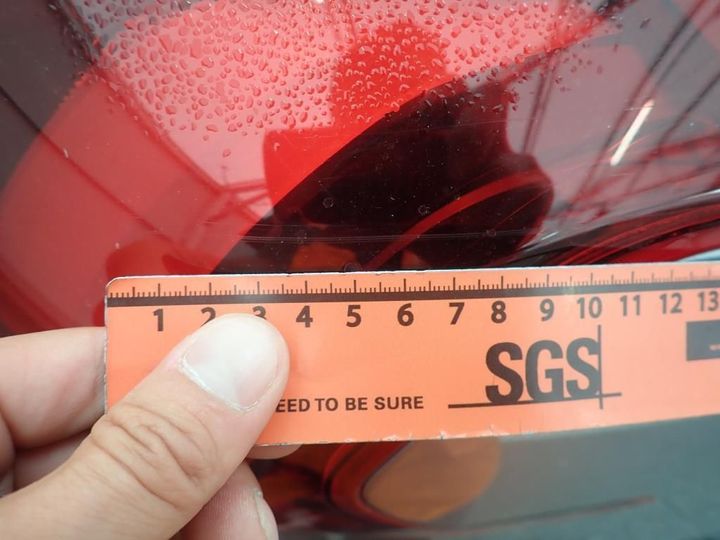 1 2 3 4 5 6 7 8 9 10 11 12 13
SGS
EED TO BE SURE